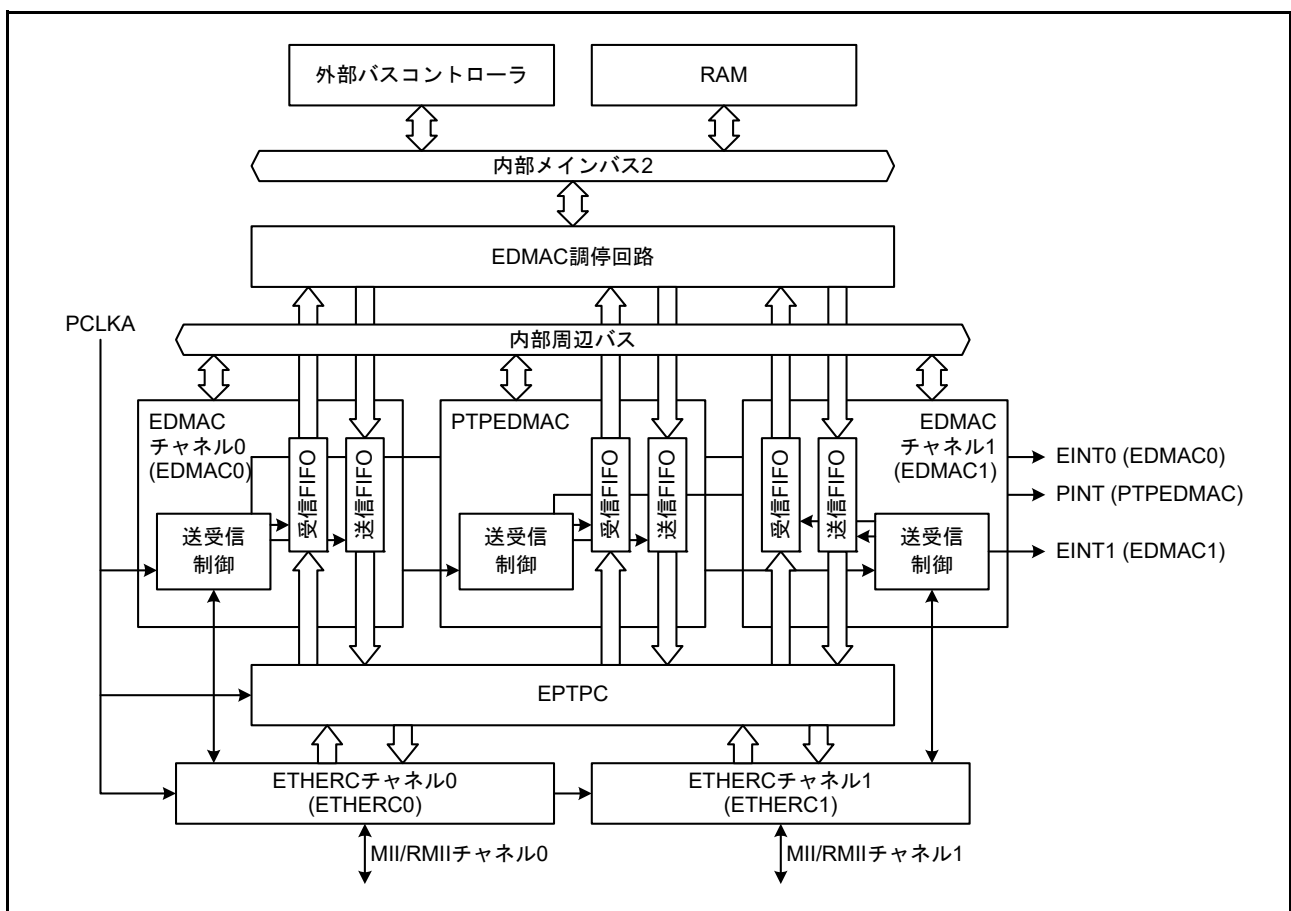 外部バスコントローラ
RAM
内部メインバス2
EDMAC調停回路
PCLKA
内部周辺バス
EDMAC
チャネル0
(EDMAC0)
受信FIFO
送信FIFO
送受信
制御
PTPEDMAC
受信FIFO
送信FIFO
送受信
制御
EDMAC
チャネル1
(EDMAC1)
受信FIFO
送信FIFO
送受信
制御
EINT0 (EDMAC0)
PINT (PTPEDMAC)
EINT1 (EDMAC1)
EPTPC
ETHERCチャネル0
(ETHERC0)
ETHERCチャネル1
(ETHERC1)
MII/RMIIチャネル0
MII/RMIIチャネル1